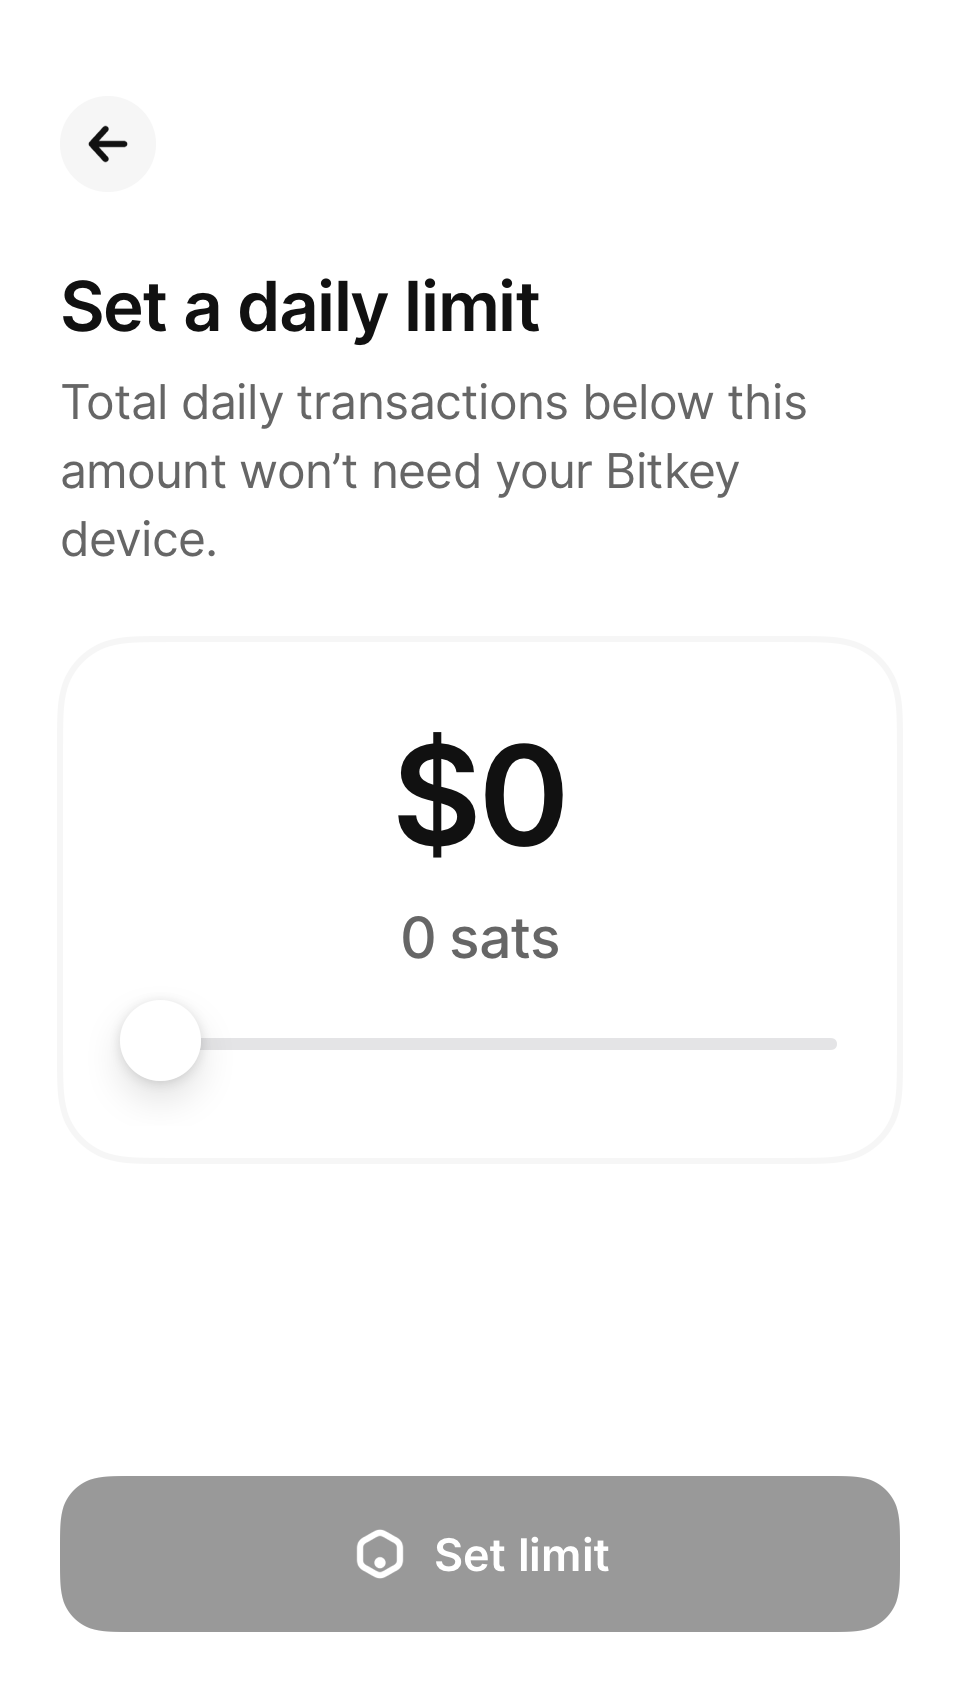 Set a daily limit
Total daily transactions below this
amount won’t need your Bitkey
device.
$0
0 sats
Set limit